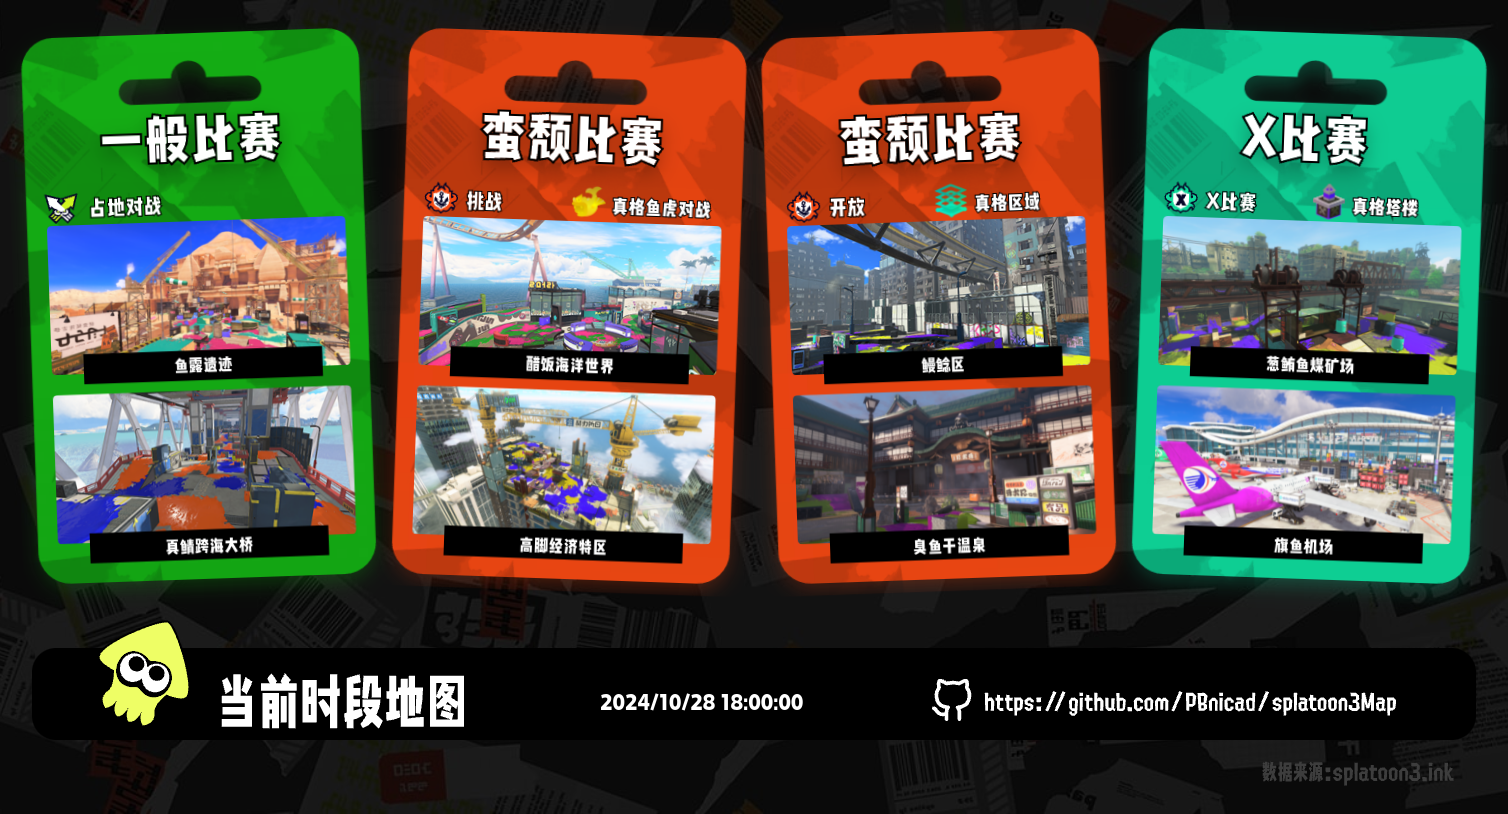 一般比赛
占地对战
鱼露遗迹
真鲭跨海大桥
蛮颓比赛
挑战
真格鱼虎对战
醋饭海洋世界
高脚经济特区
蛮颓比赛
开放
真格区域
鳗鲶区
臭鱼干温泉
X比赛
X比赛
真格塔楼
葱鲔鱼煤矿场
旗鱼机场
当前时段地图
2024/10/28 18:00:00
https://github.com/PBnicad/splatoon3Map
数据来源:splatoon3.ink